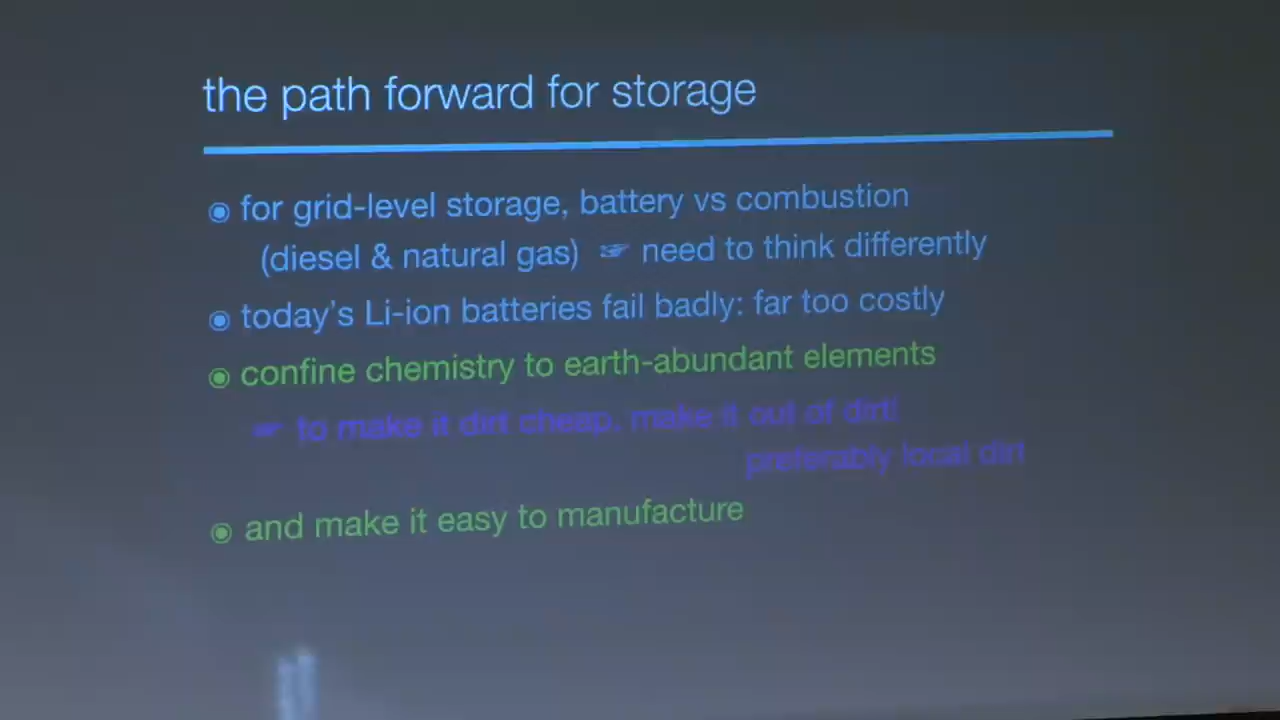 the path forward for storage
◉ for grid-level storage, battery vs combustion
(diesel & natural gas) ☞ need to think differently
◉ today's Li-ion batteries fail badly: far too costly
◉ confine chemistry to earth-abundant elements
☞ to make it dirt cheap, make it out of dirt!
preferably local dirt
◉ and make it easy to manufacture